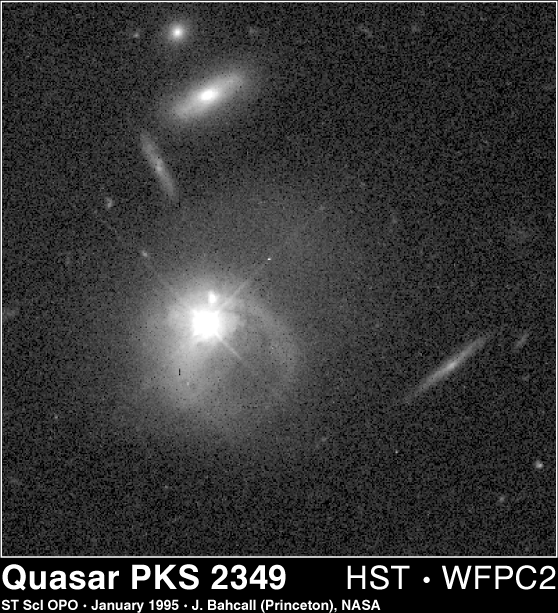 Quasar PKS 2349 HST • WFPC2
ST ScI OPO • January 1995 • J. Bahcall (Princeton), NASA